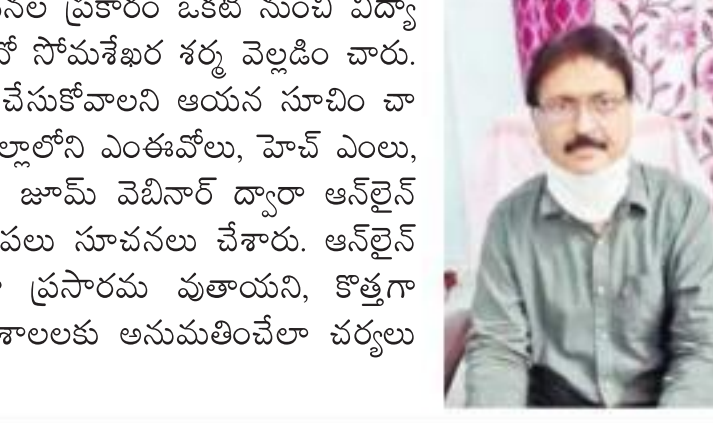 ప్రకారం ఒకటి నుంచి విద్యా
సోమశేఖర శర్మ వెల్లడిం చారు.
చేసుకోవాలని ఆయన సూచిం చా
ల్లాలోని ఎంఈవోలు, హెచ్ ఎంలు,
జూమ్ వెబినార్ ద్వారా ఆన్‌లైన్
పలు సూచనలు చేశారు. ఆన్‌లైన్
ప్రసారమ వుతాయని, కొత్తగా
శాలలకు అనుమతించేలా చర్యలు